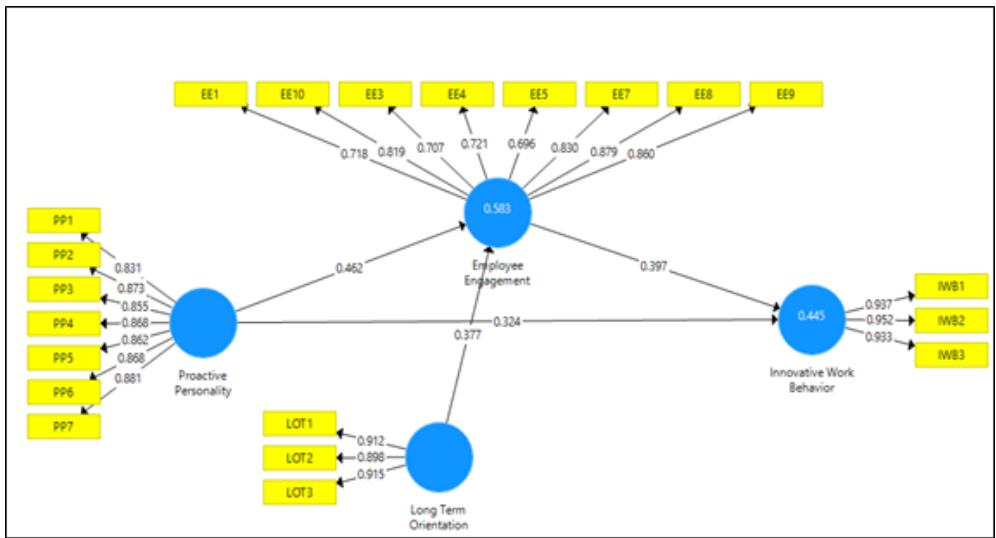 EE1 EE10 EE3 EE4 EE5 EE7 EE8 EE9
0.718 0.819 0.707 0.721 0.696 0.830 0.879 0.860
0.583
Employee
Engagement
PP1
PP2
PP3
PP4
PP5
PP6
PP7
0.831
0.873
0.855
0.868
0.862
0.868
0.881
Proactive
Personality
0.462
0.397
0.324
0.377
0.445
Innovative Work
Behavior
0.937
0.952
0.933
IWB1
IWB2
IWB3
LOT1
LOT2
LOT3
0.912
0.898
0.915
Long Term
Orientation